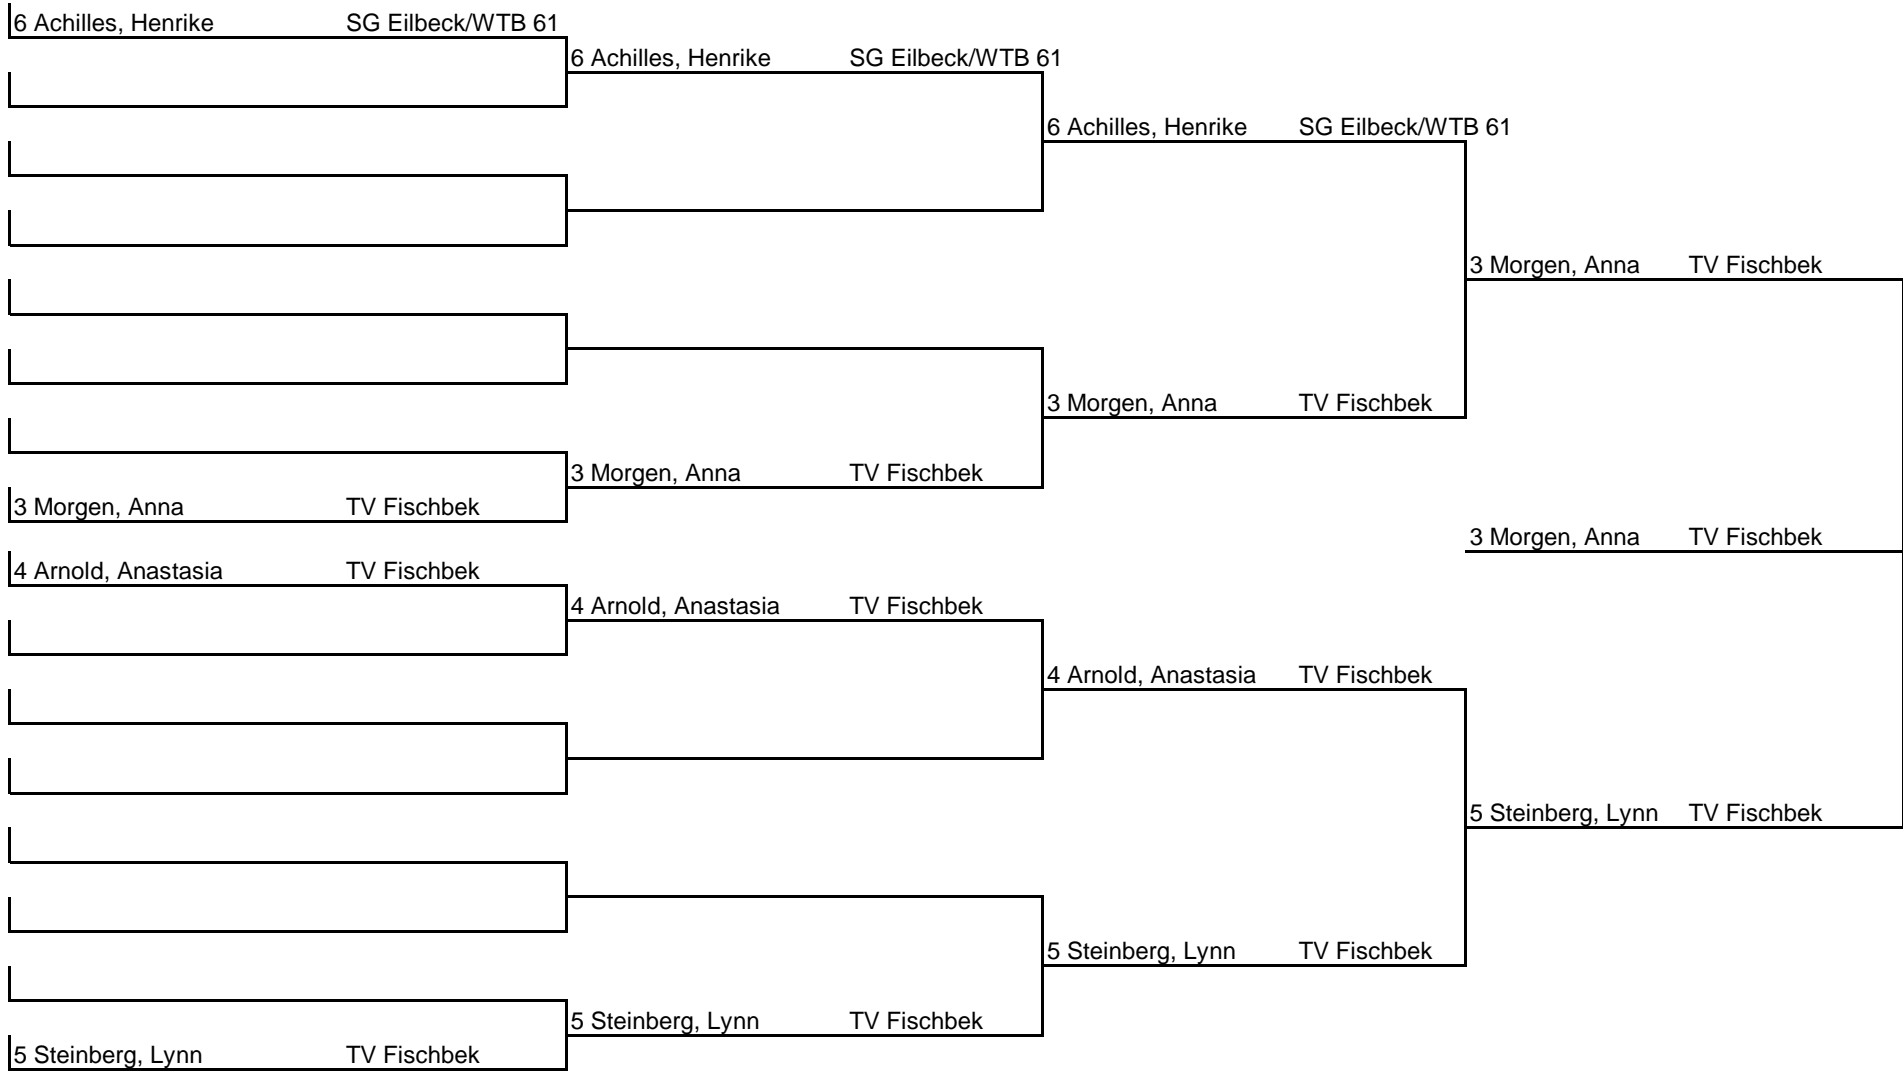 6 Achilles, Henrike SG Eilbeck/WTB 61
6 Achilles, Henrike SG Eilbeck/WTB 61
6 Achilles, Henrike SG Eilbeck/WTB 61
3 Morgen, Anna TV Fischbek
3 Morgen, Anna TV Fischbek
3 Morgen, Anna TV Fischbek
3 Morgen, Anna TV Fischbek
3 Morgen, Anna TV Fischbek
4 Arnold, Anastasia TV Fischbek
4 Arnold, Anastasia TV Fischbek
4 Arnold, Anastasia TV Fischbek
5 Steinberg, Lynn TV Fischbek
5 Steinberg, Lynn TV Fischbek
5 Steinberg, Lynn TV Fischbek
5 Steinberg, Lynn TV Fischbek